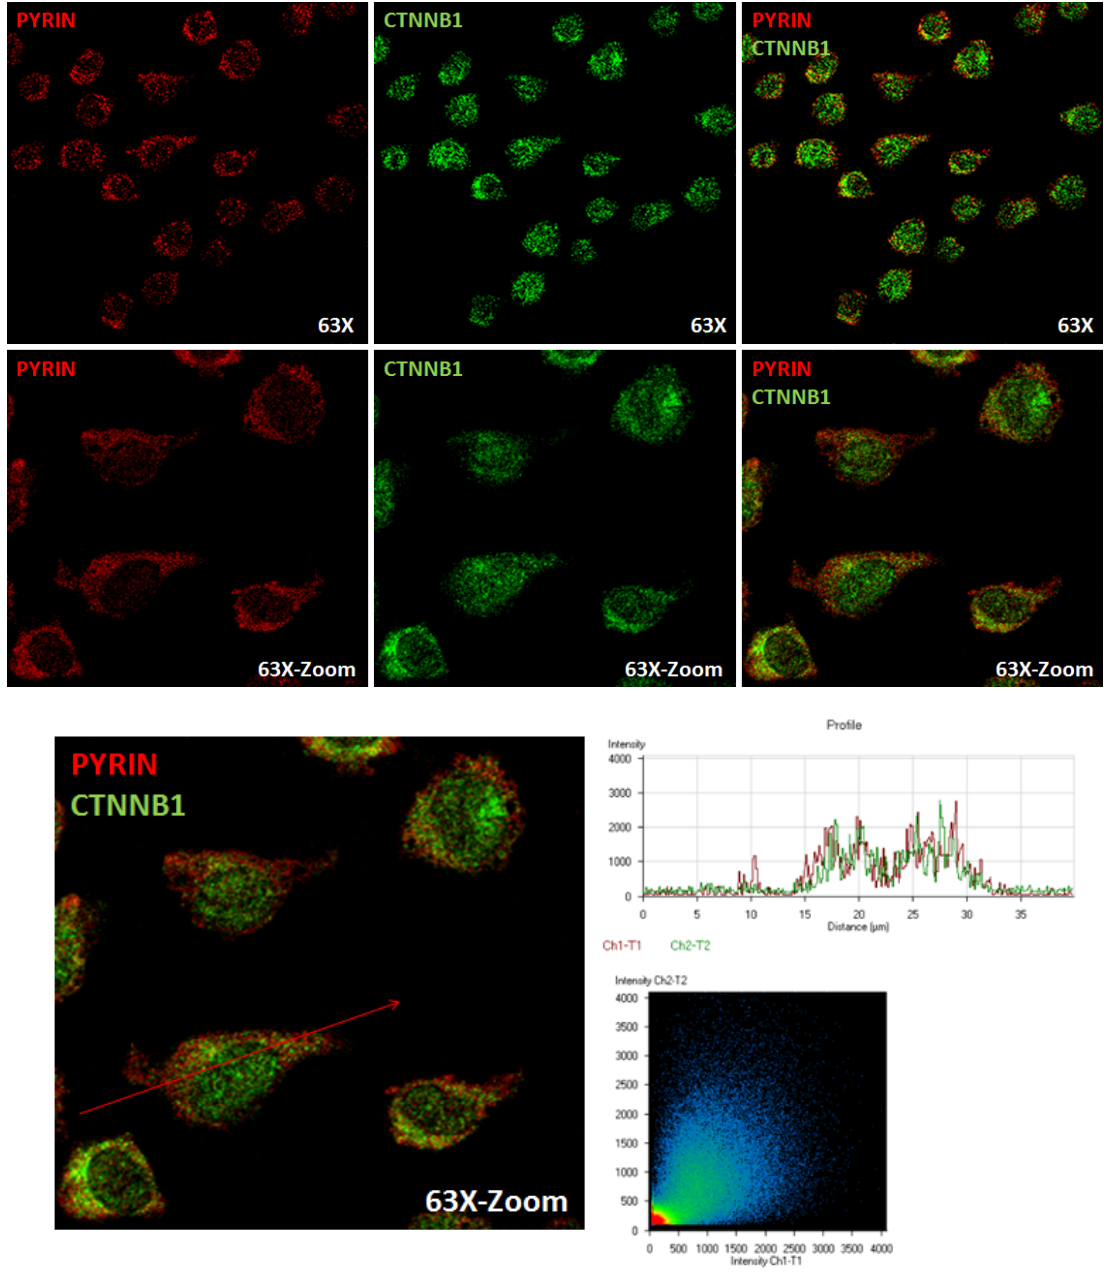 PYRIN
CTNNB1
PYRIN
CTNNB1
63X
63X
63X
PYRIN
CTNNB1
PYRIN
CTNNB1
63X-Zoom
63X-Zoom
63X-Zoom
PYRIN
CTNNB1
63X-Zoom
Profile
Intensity
4000
3000
2000
1000
0
0 5 10 15 20 25 30 35
Distance (µm)
Ch1-T1 Ch2-T2
Intensity Ch2-T2
4000
3500
3000
2500
2000
1500
1000
500
0
0 500 1000 1500 2000 2500 3000 3500 4000
Intensity Ch1-T1